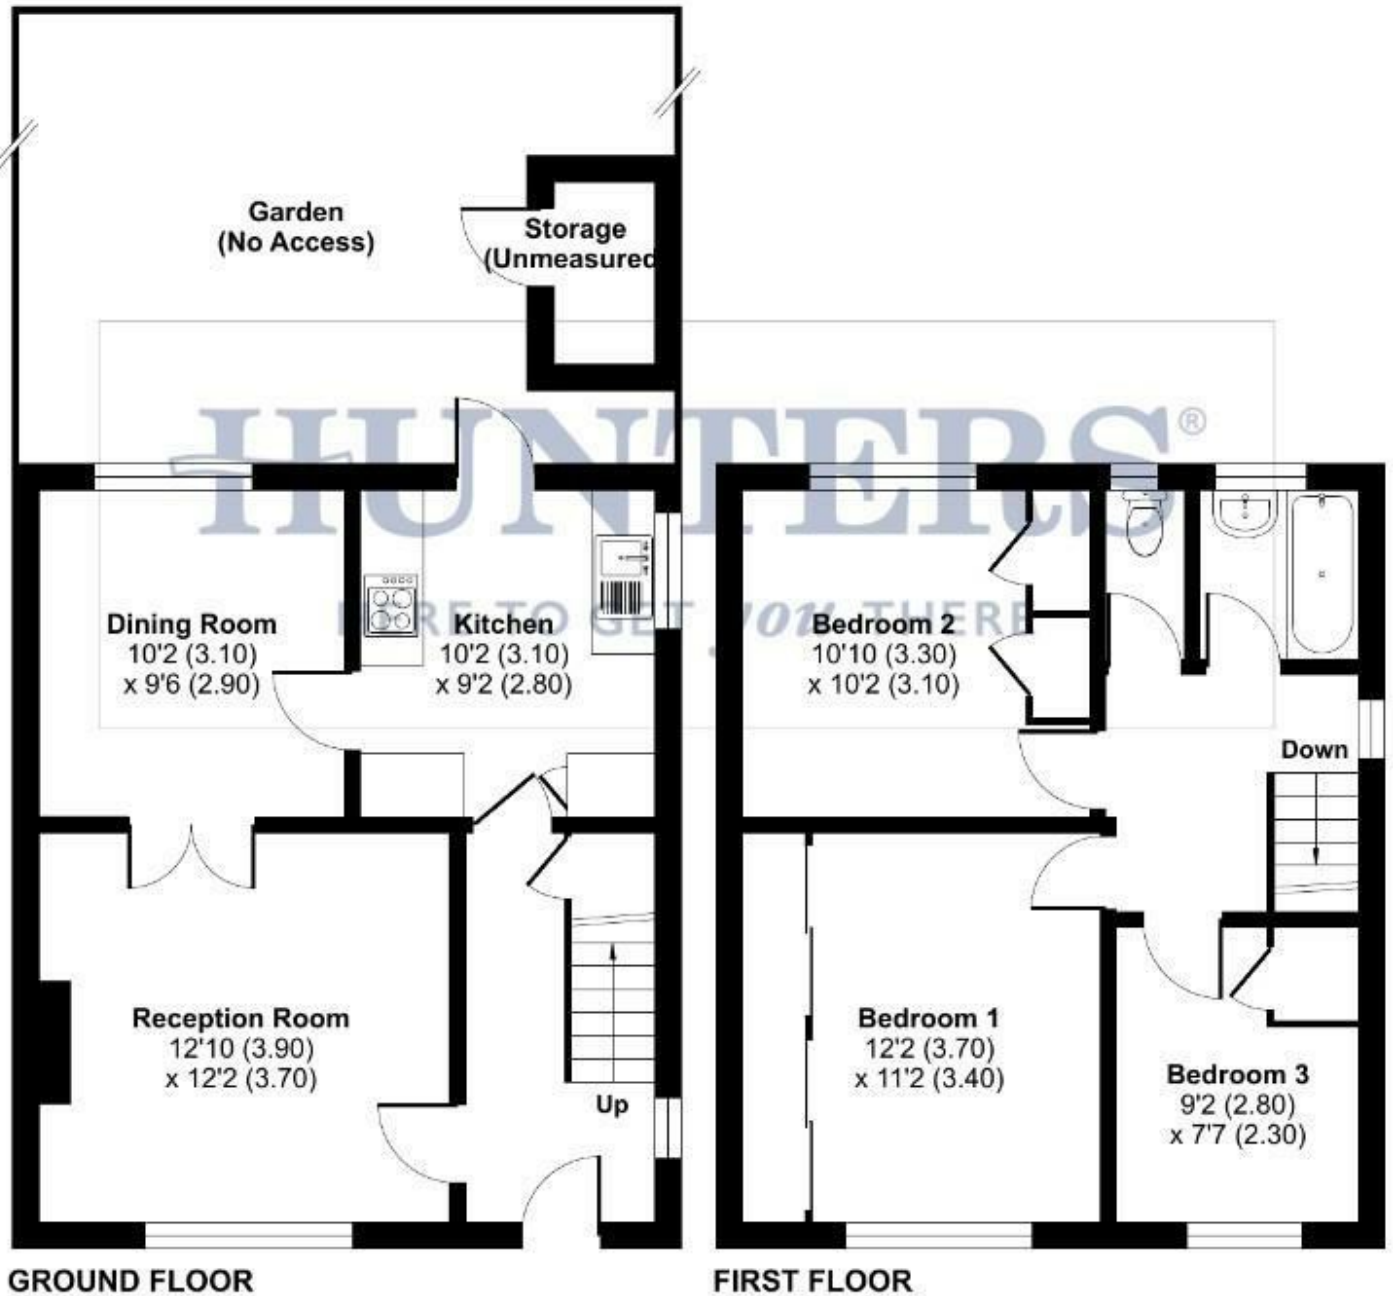 Garden
(No Access)
Storage
(Unmeasured
HUNTERS®
HERE TO GET you THERE
Dining Room
10'2 (3.10)
x 9'6 (2.90)
Kitchen
10'2 (3.10)
x 9'2 (2.80)
Bedroom 2
10'10 (3.30)
x 10'2 (3.10)
Down
Reception Room
12'10 (3.90)
x 12'2 (3.70)
Up
Bedroom 1
12'2 (3.70)
x 11'2 (3.40)
Bedroom 3
9'2 (2.80)
x 7'7 (2.30)
GROUND FLOOR
FIRST FLOOR